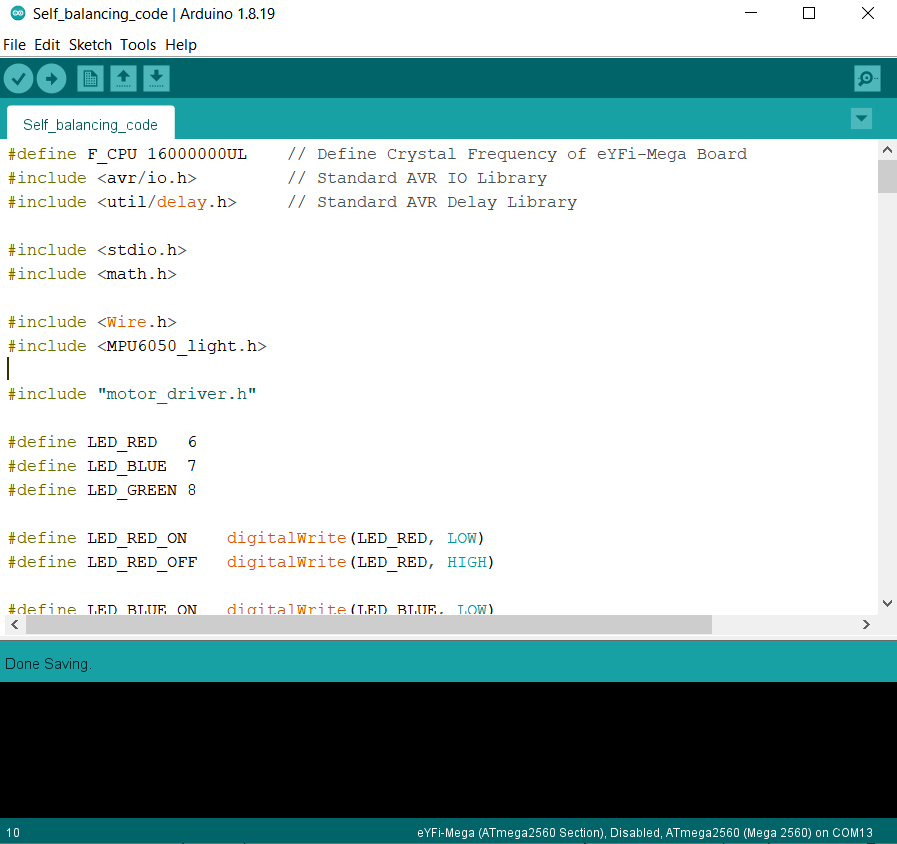 Self_balancing_code | Arduino 1.8.19
File Edit Sketch Tools Help
Self_balancing_code
#define F_CPU 16000000UL    // Define Crystal Frequency of eYFi-Mega Board
#include <avr/io.h>         // Standard AVR IO Library
#include <util/delay.h>     // Standard AVR Delay Library
#include <stdio.h>
#include <math.h>
#include <Wire.h>
#include <MPU6050_light.h>
#include "motor_driver.h"
#define LED_RED   6
#define LED_BLUE  7
#define LED_GREEN 8
#define LED_RED_ON    digitalWrite(LED_RED, LOW)
#define LED_RED_OFF   digitalWrite(LED_RED, HIGH)
#define LED_BLUE_ON   digitalWrite(LED_BLUE, LOW)
Done Saving.
10 eYFi-Mega (ATmega2560 Section), Disabled, ATmega2560 (Mega 2560) on COM13